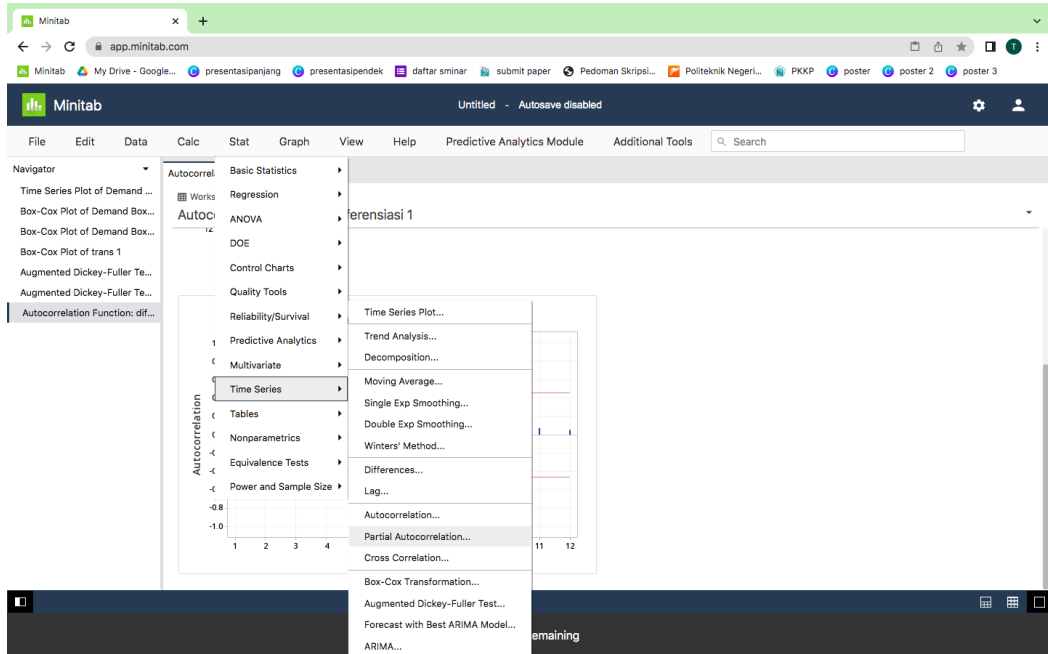 Minitab
app.minitab.com
T
Minitab
My Drive - Google...
presentasipanjang
presentasipendek
daftar sminar
submit paper
Pedoman Skripsi...
Politeknik Negeri...
PKKP
poster
poster 2
poster 3
Minitab
Untitled - Autosave disabled
File Edit Data Calc Stat Graph View Help Predictive Analytics Module Additional Tools Search
Navigator
Time Series Plot of Demand ...
Box-Cox Plot of Demand Box...
Box-Cox Plot of Demand Box...
Box-Cox Plot of trans 1
Augmented Dickey-Fuller Te...
Augmented Dickey-Fuller Te...
Autocorrelation Function: dif...
Autocorrel
Works
Autoc
ferensiasi 1
12
Basic Statistics
Regression
ANOVA
DOE
Control Charts
Quality Tools
Reliability/Survival
Predictive Analytics
Multivariate
Time Series
Tables
Nonparametrics
Equivalence Tests
Power and Sample Size
Time Series Plot...
Trend Analysis...
Decomposition...
Moving Average...
Single Exp Smoothing...
Double Exp Smoothing...
Winters' Method...
Differences...
Lag...
Autocorrelation...
Partial Autocorrelation...
Cross Correlation...
Box-Cox Transformation...
Augmented Dickey-Fuller Test...
Forecast with Best ARIMA Model...
ARIMA...
Autocorrelation
-0.8
-1.0
1 2 3 4 11 12
emaining